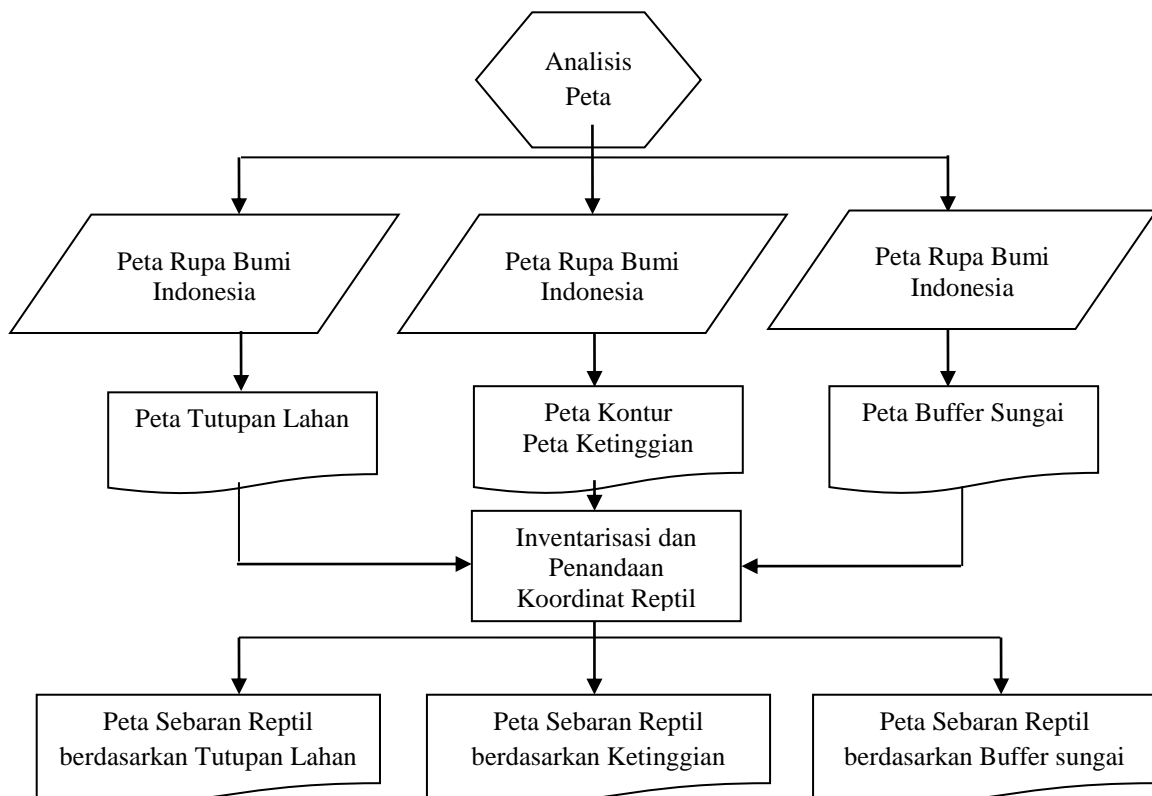 Analisis
Peta
Peta Rupa Bumi
Indonesia
Peta Rupa Bumi
Indonesia
Peta Rupa Bumi
Indonesia
Peta Tutupan Lahan
Peta Kontur
Peta Ketinggian
Peta Buffer Sungai
Inventarisasi dan
Penandaan
Koordinat Reptil
Peta Sebaran Reptil
berdasarkan Tutupan Lahan
Peta Sebaran Reptil
berdasarkan Ketinggian
Peta Sebaran Reptil
berdasarkan Buffer sungai